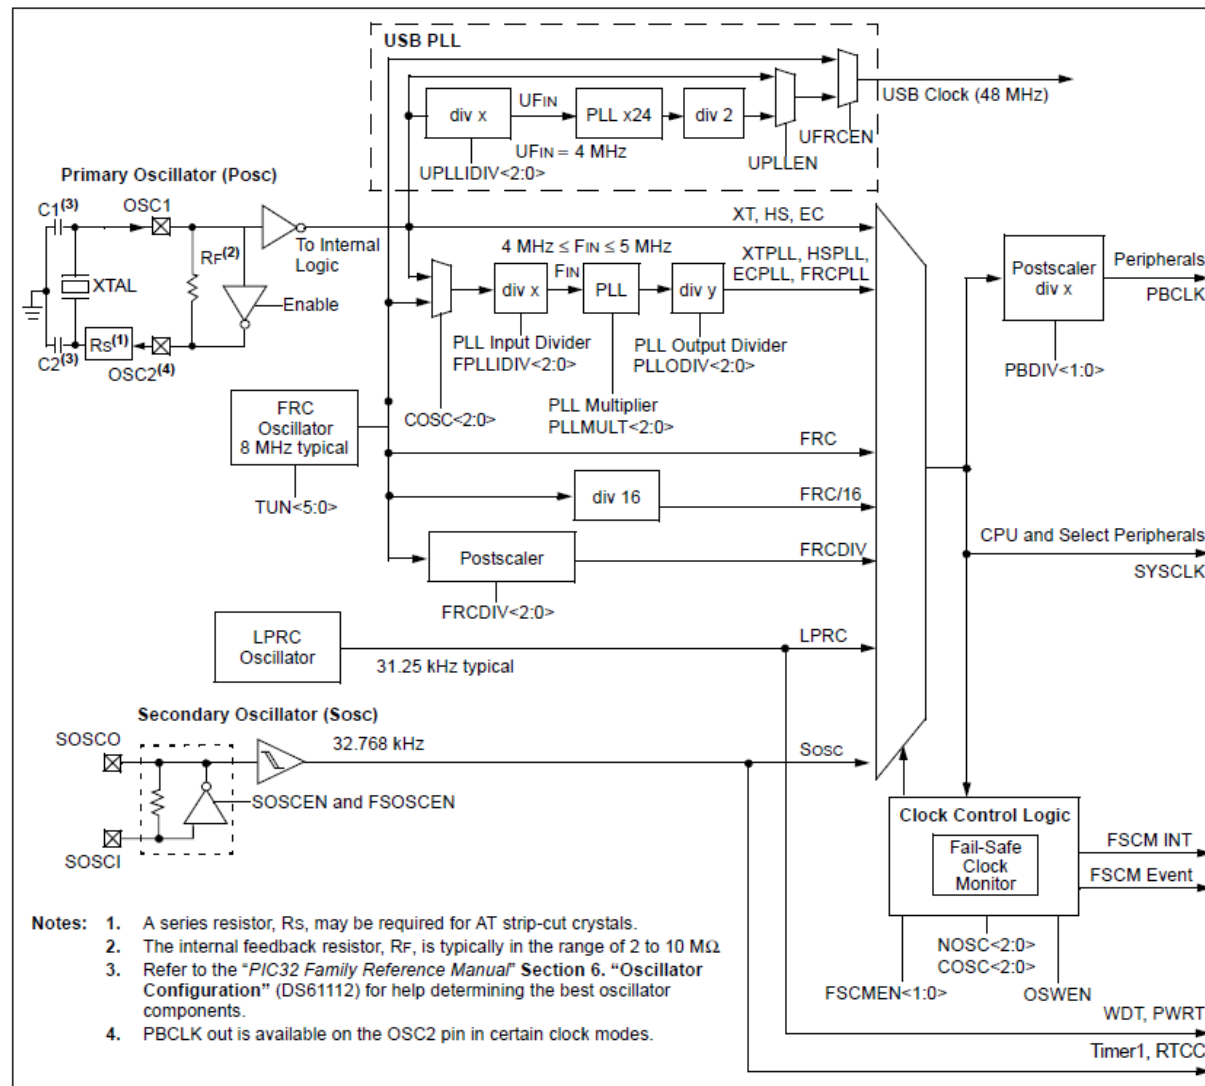 USB PLL
USB Clock (48 MHz)
div x
UFIN
PLL x24
div 2
UFRCEN
UFIN = 4 MHz
UPLLEN
UPLLIDIV<2:0>
Primary Oscillator (Posc)
C1(3)
OSC1
XT, HS, EC
To Internal
Logic
RF(2)
4 MHz ≤ FIN ≤ 5 MHz
XTPLL, HSPLL,
ECPLL, FRCPLL
FIN
div x
PLL
div y
XTAL
Enable
Postscaler
div x
Peripherals
PBCLK
C2(3)
RS(1)
OSC2(4)
PLL Input Divider
FPLLIDIV<2:0>
PLL Output Divider
PLLODIV<2:0>
PBDIV<1:0>
COSC<2:0>
PLL Multiplier
PLLMULT<2:0>
FRC
Oscillator
8 MHz typical
FRC
TUN<5:0>
div 16
FRC/16
CPU and Select Peripherals
SYSCLK
Postscaler
FRCDIV
FRCDIV<2:0>
LPRC
Oscillator
31.25 kHz typical
LPRC
Secondary Oscillator (Sosc)
SOSCO
32.768 kHz
Sosc
SOSCEN and FSOSCEN
SOSCI
Clock Control Logic
Fail-Safe
Clock
Monitor
FSCM INT
FSCM Event
NOSC<2:0>
COSC<2:0>
FSCMEN<1:0>
OSWEN
WDT, PWRT
Timer1, RTCC
Notes: 1. A series resistor, Rs, may be required for AT strip-cut crystals.
2. The internal feedback resistor, RF, is typically in the range of 2 to 10 MΩ
3. Refer to the “PIC32 Family Reference Manual” Section 6. “Oscillator
Configuration” (DS61112) for help determining the best oscillator
components.
4. PBCLK out is available on the OSC2 pin in certain clock modes.